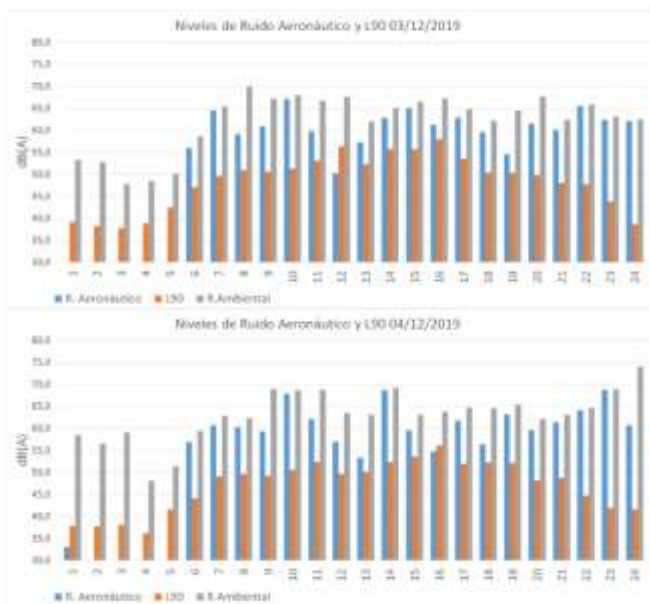 Niveles de Ruido Aeronáutico y L90 03/12/2019
80,0
75,0
70,0
65,0
60,0
55,0
50,0
45,0
40,0
35,0
30,0
dB(A)
1 2 3 4 5 6 7 8 9 10 11 12 13 14 15 16 17 18 19 20 21 22 23 24
R. Aeronáutico L90 R.Ambiental
Niveles de Ruido Aeronáutico y L90 04/12/2019
80,0
75,0
70,0
65,0
60,0
55,0
50,0
45,0
40,0
35,0
30,0
dB(A)
1 2 3 4 5 6 7 8 9 10 11 12 13 14 15 16 17 18 19 20 21 22 23 24
R. Aeronáutico L90 R.Ambiental